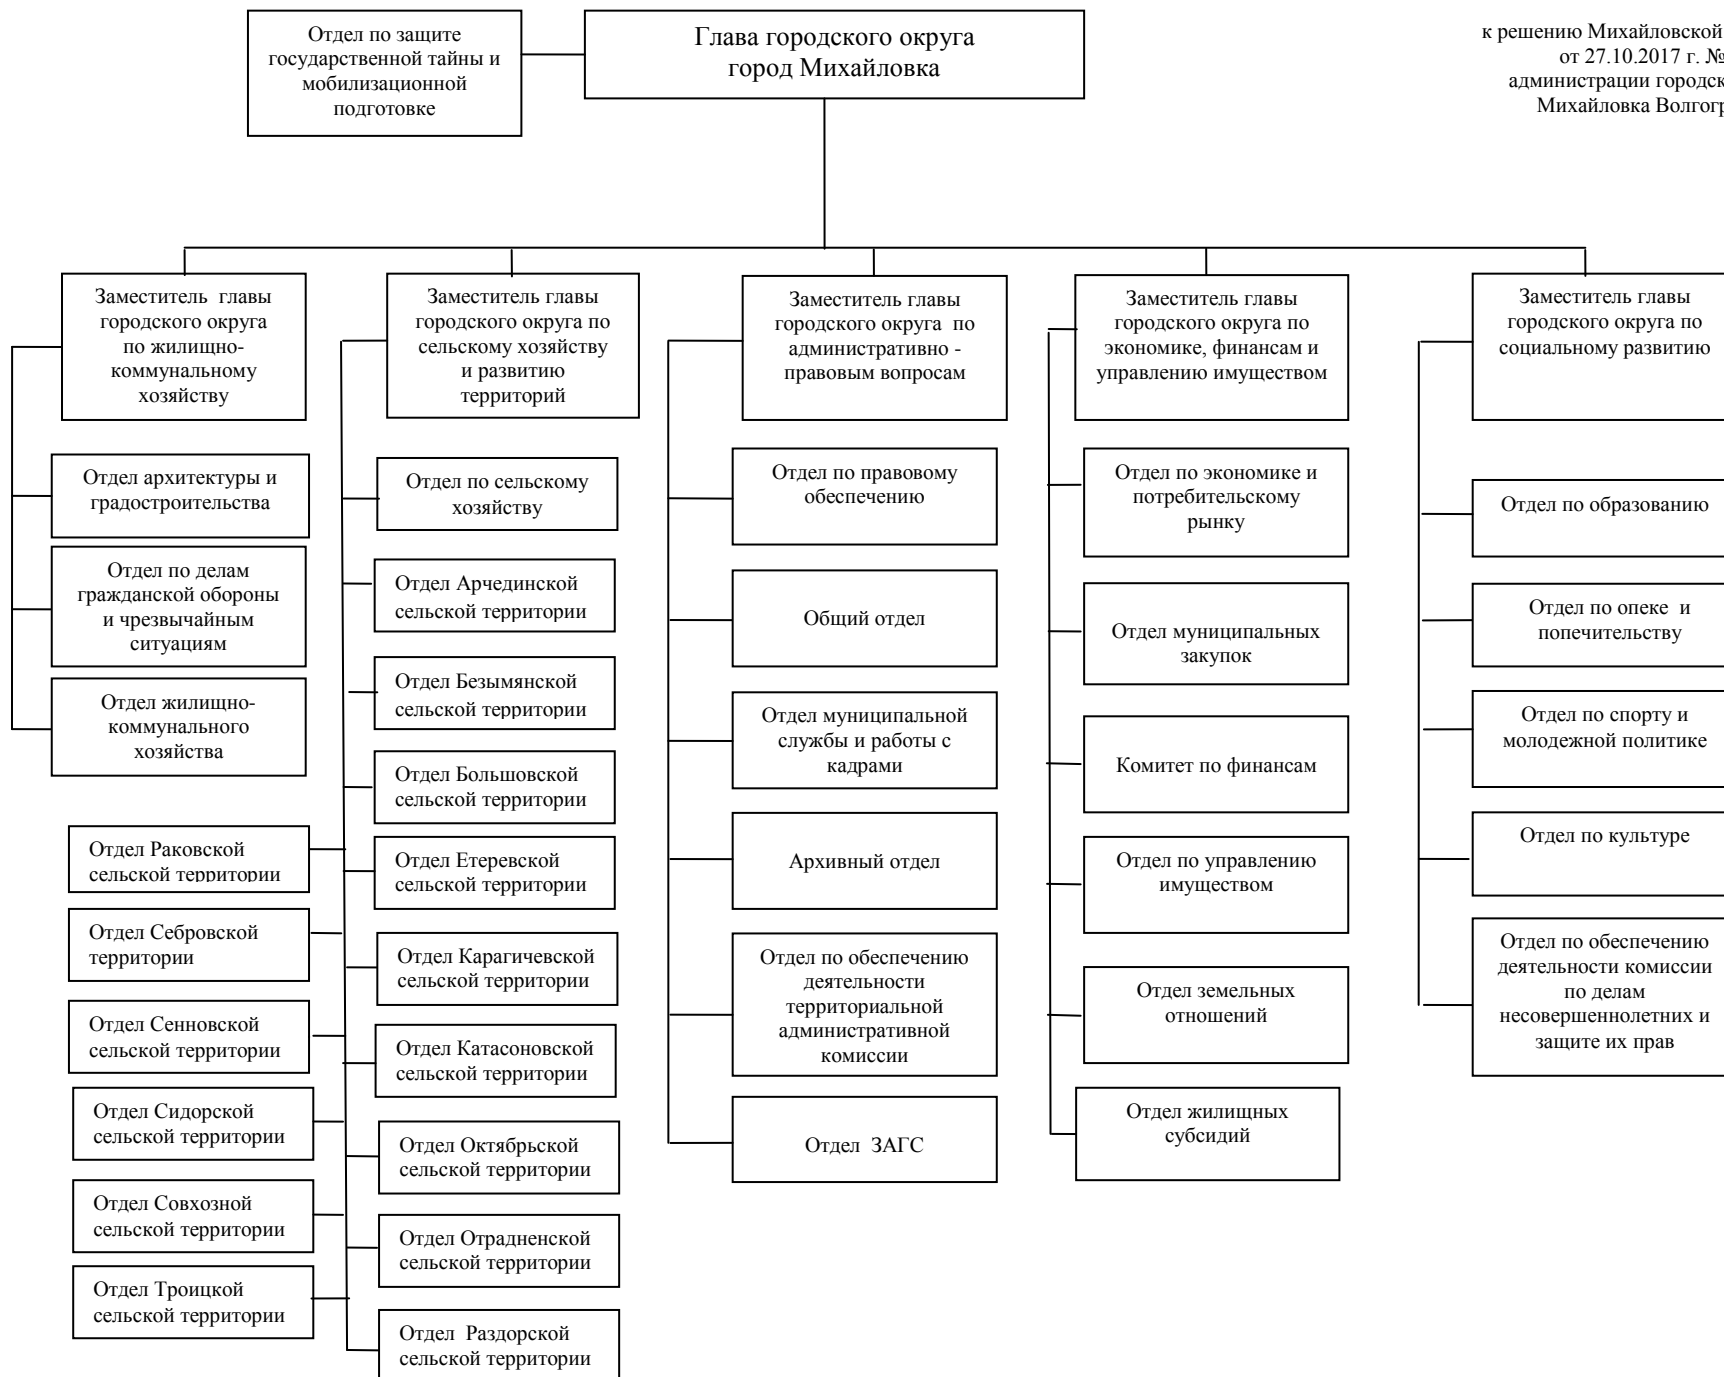 Отдел по защите
государственной тайны и
мобилизационной
подготовке
Глава городского округа
город Михайловка
к решению Михайловской
от 27.10.2017 г. №
администрации городск
Михайловка Волгогр
Заместитель главы
городского округа
по жилищно-
коммунальному
хозяйству
Отдел архитектуры и
градостроительства
Отдел по делам
гражданской обороны
и чрезвычайным
ситуациям
Отдел жилищно-
коммунального
хозяйства
Заместитель главы
городского округа по
сельскому хозяйству
и развитию
территорий
Отдел по сельскому
хозяйству
Отдел Арчединской
сельской территории
Отдел Безымянской
сельской территории
Отдел Большовской
сельской территории
Отдел Етеревской
сельской территории
Отдел Карагичевской
сельской территории
Отдел Катасоновской
сельской территории
Отдел Октябрьской
сельской территории
Отдел Отрадненской
сельской территории
Отдел Раздорской
сельской территории
Отдел Раковской
сельской территории
Отдел Себровской
территории
Отдел Сенновской
сельской территории
Отдел Сидорской
сельской территории
Отдел Совхозной
сельской территории
Отдел Троицкой
сельской территории
Заместитель главы
городского округа по
административно -
правовым вопросам
Отдел по правовому
обеспечению
Общий отдел
Отдел муниципальной
службы и работы с
кадрами
Архивный отдел
Отдел по обеспечению
деятельности
территориальной
административной
комиссии
Отдел ЗАГС
Заместитель главы
городского округа по
экономике, финансам и
управлению имуществом
Отдел по экономике и
потребительскому
рынку
Отдел муниципальных
закупок
Комитет по финансам
Отдел по управлению
имуществом
Отдел земельных
отношений
Отдел жилищных
субсидий
Заместитель главы
городского округа по
социальному развитию
Отдел по образованию
Отдел по опеке и
попечительству
Отдел по спорту и
молодежной политике
Отдел по культуре
Отдел по обеспечению
деятельности комиссии
по делам
несовершеннолетних и
защите их прав